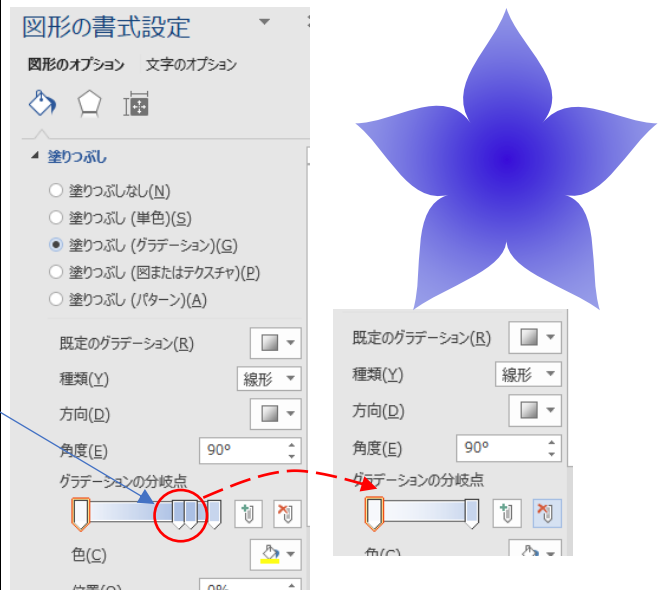 図形の書式設定
図形のオプション 文字のオプション
塗りつぶし
塗りつぶしなし(N)
塗りつぶし (単色)(S)
塗りつぶし (グラデーション)(G)
塗りつぶし (図またはテクスチャ)(P)
塗りつぶし (パターン)(A)
既定のグラデーション(R)
種類(Y) 線形
方向(D)
角度(E) 90°
グラデーションの分岐点
色(C)
位置(O) 0%
既定のグラデーション(R)
種類(Y) 線形
方向(D)
角度(E) 90°
グラデーションの分岐点
色(C)